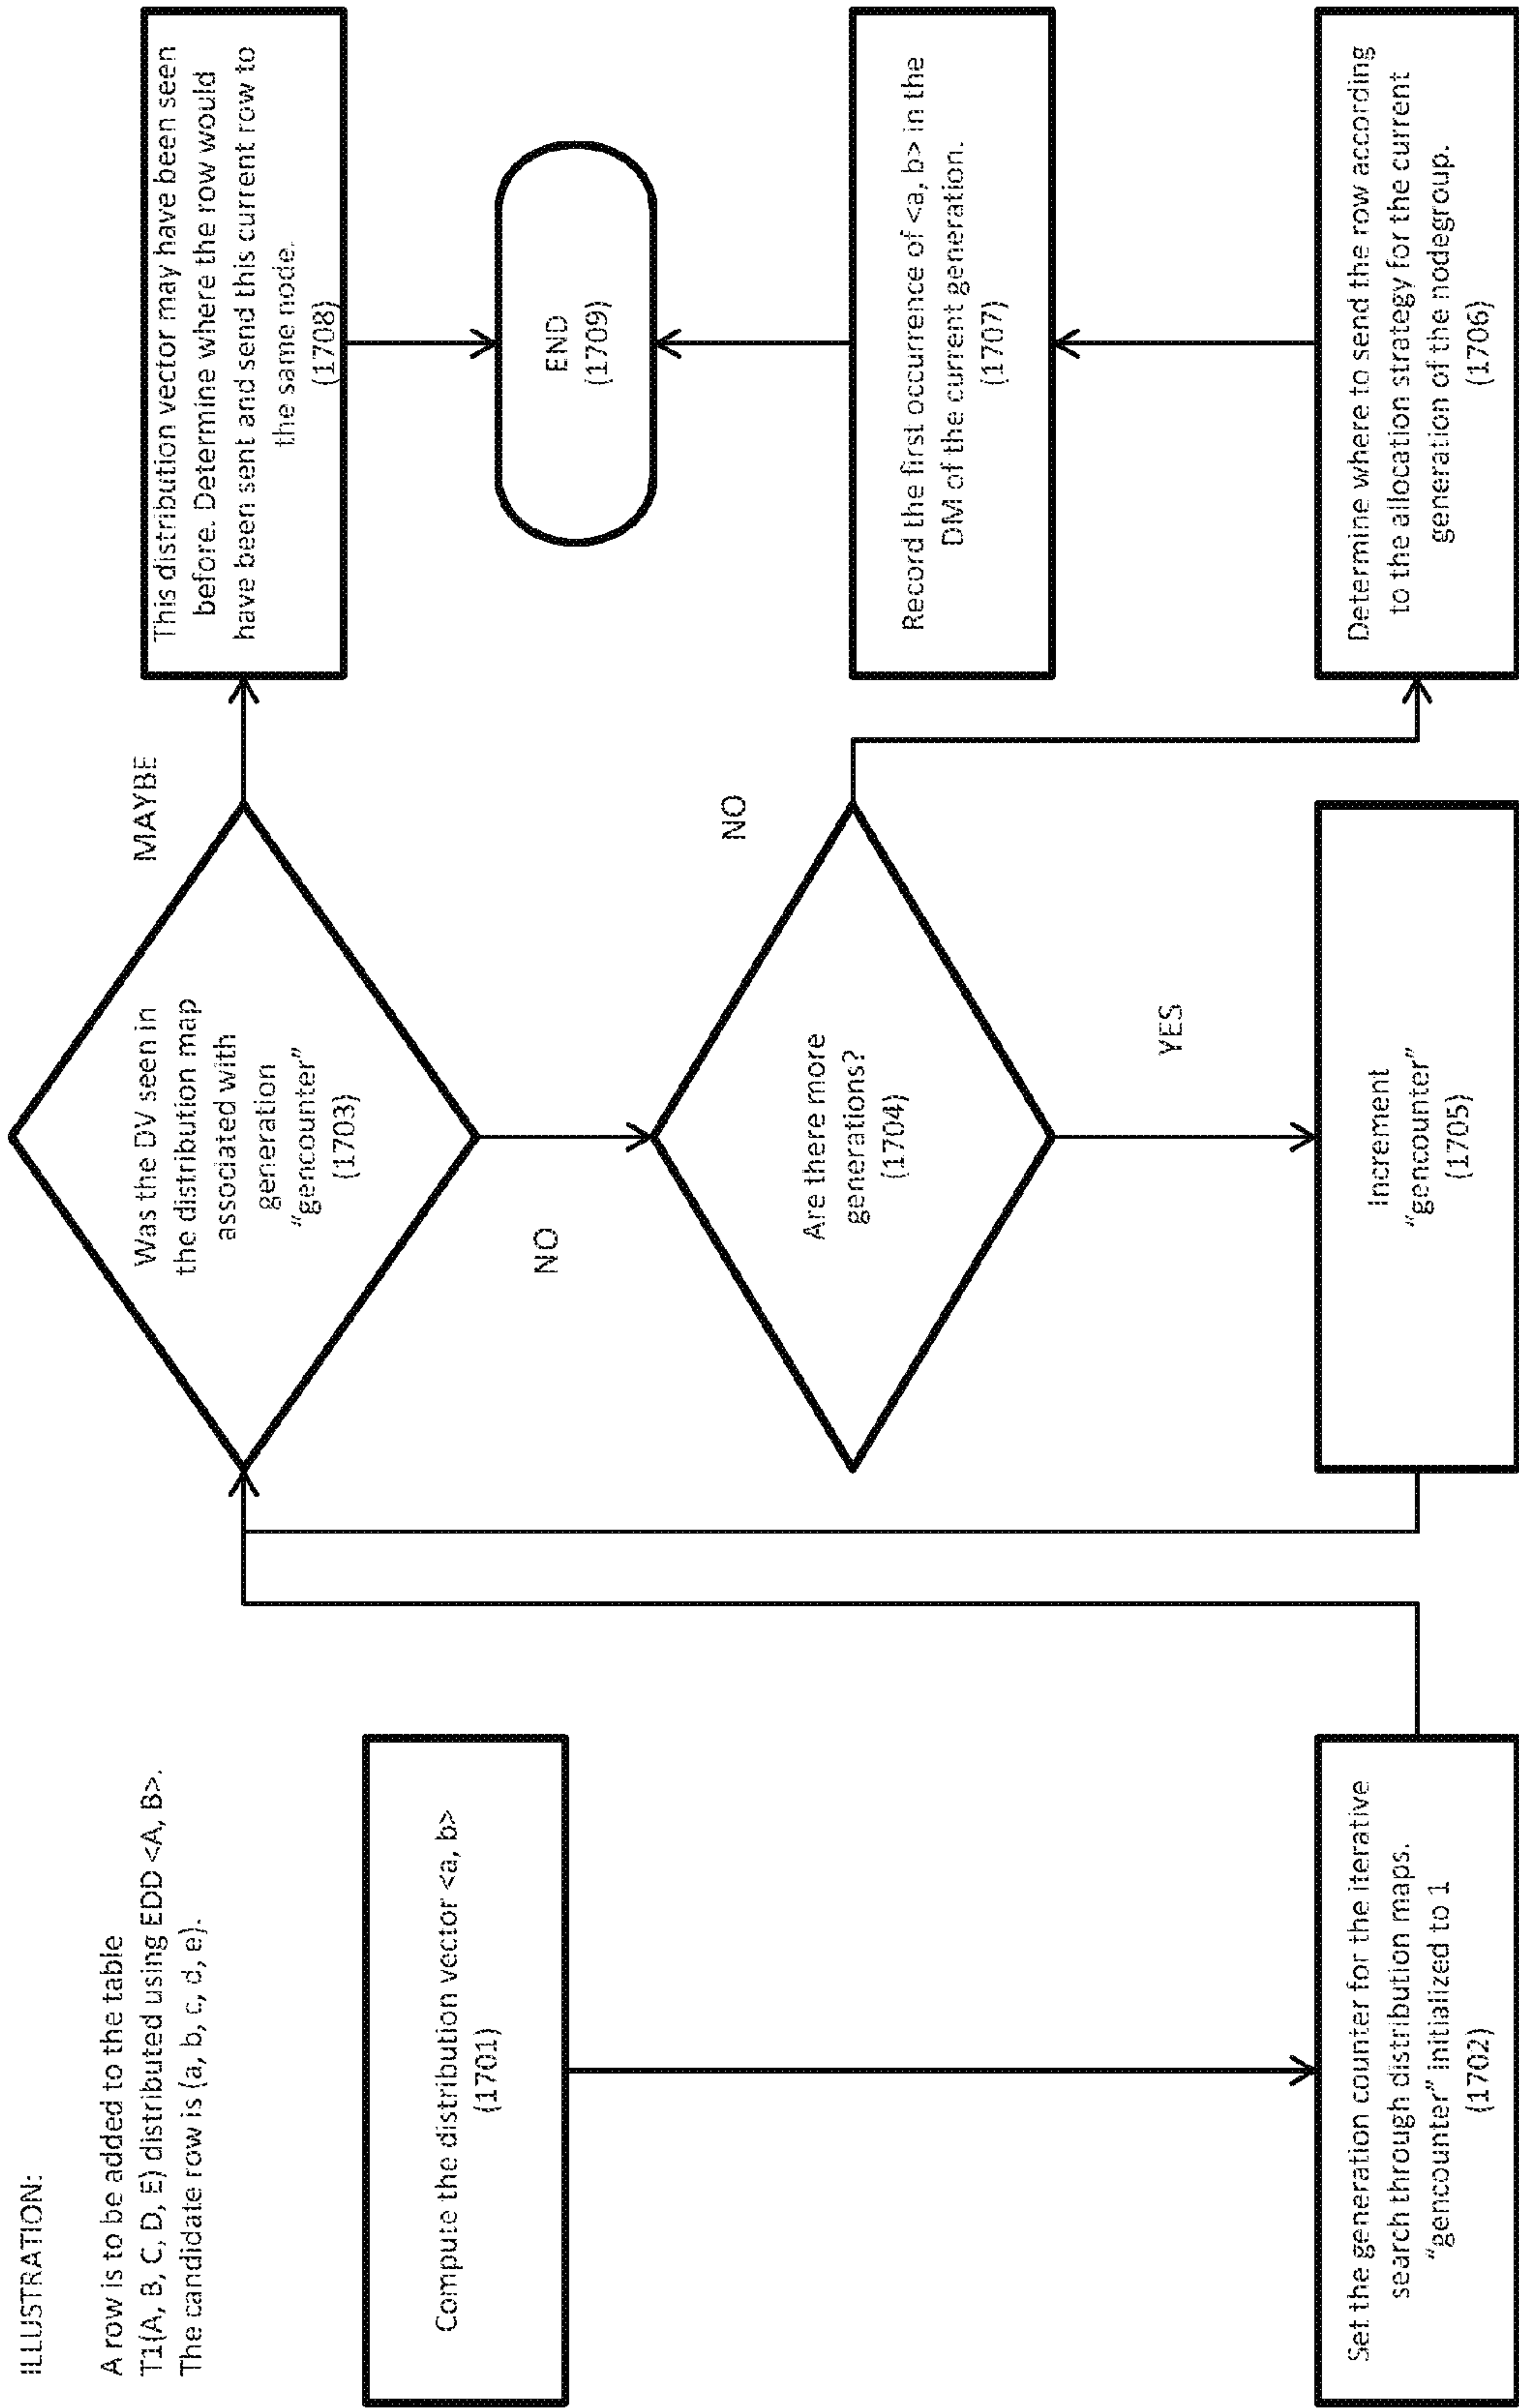 ILLUSTRATION:
A row is to be added to the table
T1(A, B, C, D, E) distributed using EDD <A, B>.
The candidate row is (a, b, c, d, e).
Compute the distribution vector <a, b>
(1701)
Set the generation counter for the iterative
search through distribution maps.
"gencounter" initialized to 1
(1702)
Was the DV seen in
the distribution map
associated with
generation
"gencounter"
(1703)
MAYBE
NO
Are there more
generations?
(1704)
NO
YES
Increment
"gencounter"
(1705)
This distribution vector may have been seen
before. Determine where the row would
have been sent and send this current row to
the same node.
(1708)
END
(1709)
Record the first occurrence of <a, b> in the
DM of the current generation.
(1707)
Determine where to send the row according
to the allocation strategy for the current
generation of the nodegroup.
(1706)